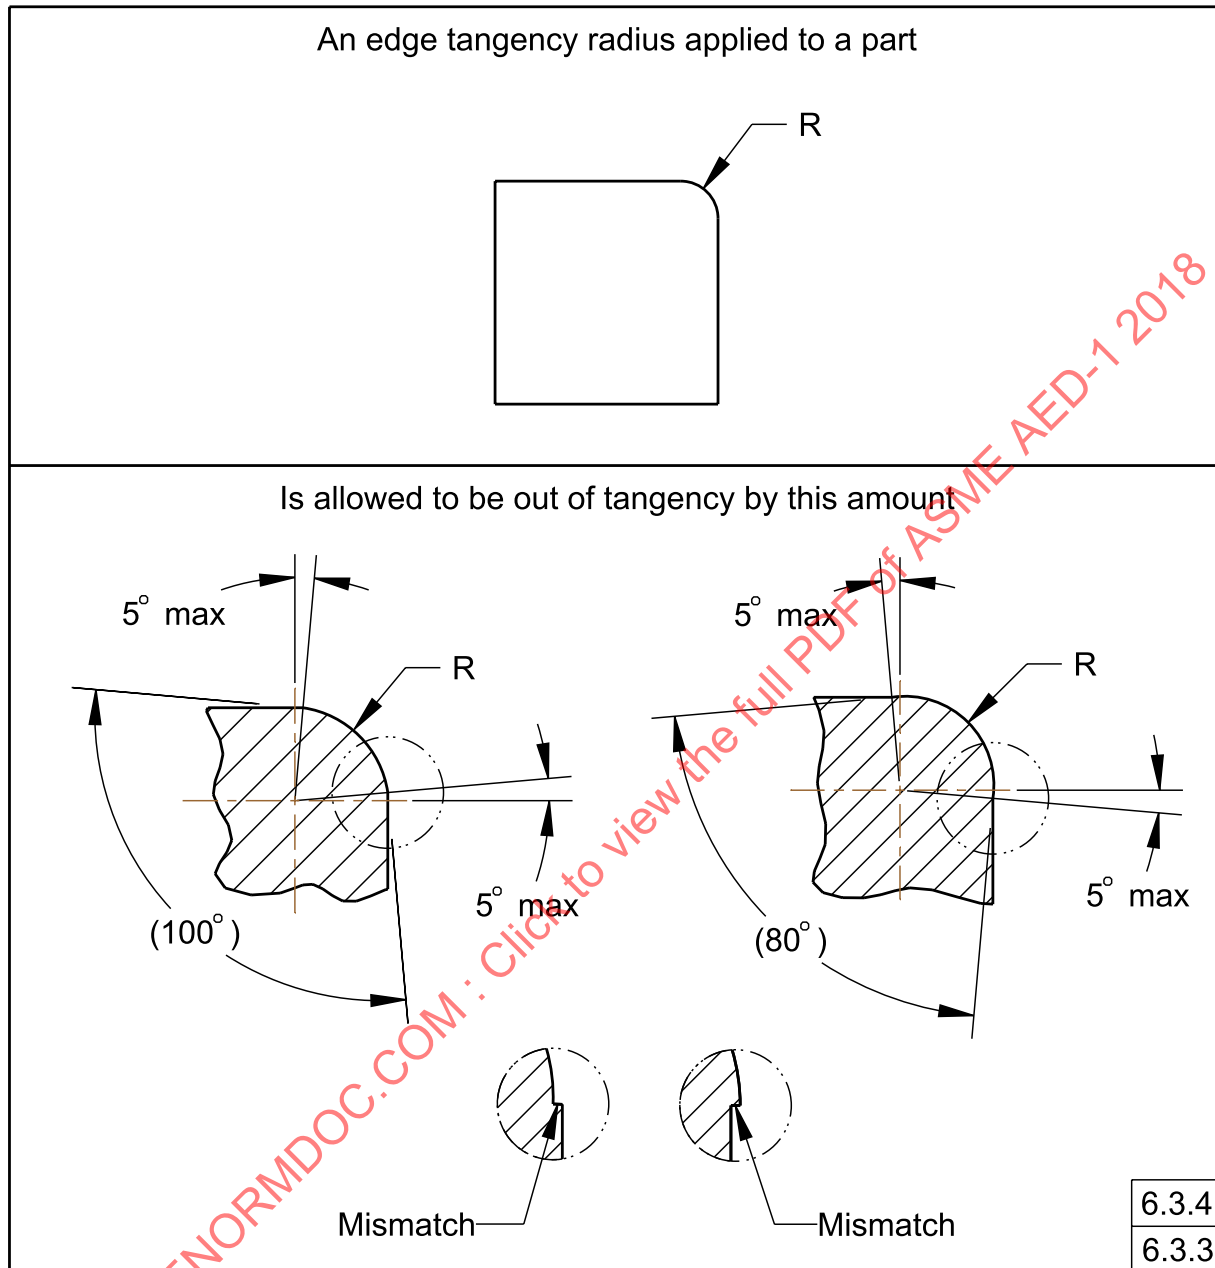 An edge tangency radius applied to a part
R
Is allowed to be out of tangency by this amount
5° max
R
5° max
(100°)
5° max
R
5° max
(80°)
Mismatch
Mismatch
6.3.4
6.3.3
ENORMDOC.COM : Click to view the full PDF of ASME AED-1 2018